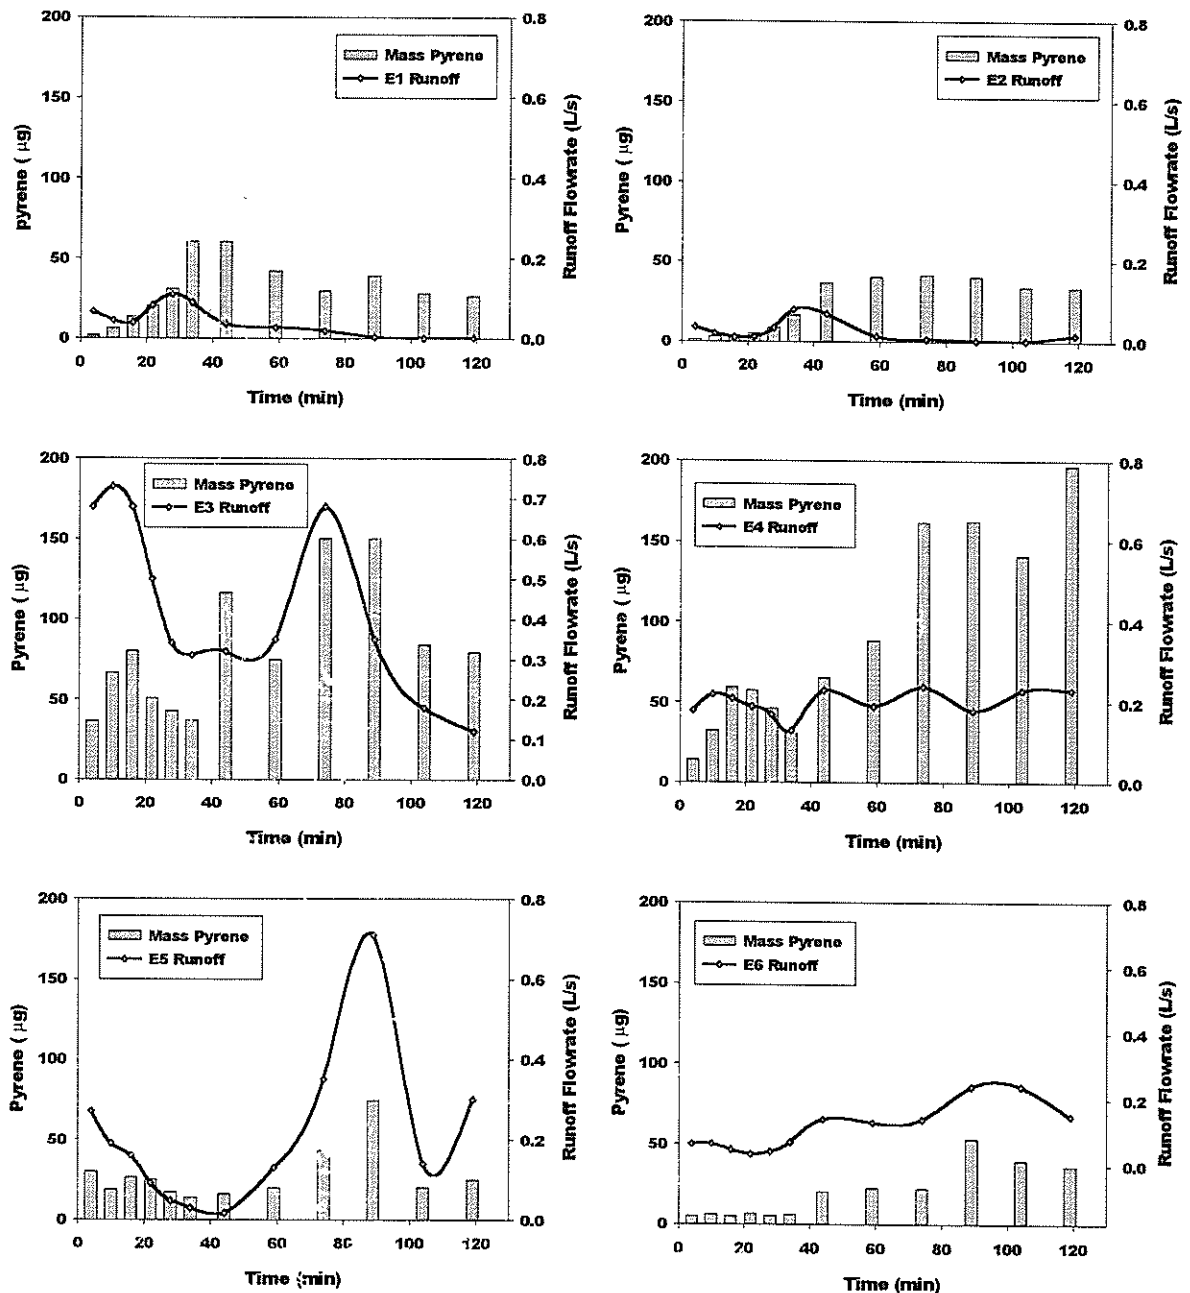 200
150
100
50
0
pyrene ( µg)
Mass Pyrene
E1 Runoff
0.8
0.6
0.4
0.2
0.0
Runoff Flowrate (L/s)
0 20 40 60 80 100 120
Time (min)
200
150
100
50
0
Pyrene ( µg)
Mass Pyrene
E2 Runoff
0.8
0.6
0.4
0.2
0.0
Runoff Flowrate (L/s)
0 20 40 60 80 100 120
Time (min)
200
150
100
50
0
Pyrene ( µg)
Mass Pyrene
E3 Runoff
0.8
0.7
0.6
0.5
0.4
0.3
0.2
0.1
0.0
Runoff Flowrate (L/s)
0 20 40 60 80 100 120
Time (min)
200
150
100
50
0
Pyrene ( µg)
Mass Pyrene
E4 Runoff
0.8
0.6
0.4
0.2
0.0
Runoff Flowrate (L/s)
0 20 40 60 80 100 120
Time (min)
200
150
100
50
0
Pyrene ( µg)
Mass Pyrene
E5 Runoff
0.8
0.6
0.4
0.2
0.0
Runoff Flowrate (L/s)
0 20 40 60 80 100 120
Time (min)
200
150
100
50
0
Pyrene ( µg)
Mass Pyrene
E6 Runoff
0.8
0.6
0.4
0.2
0.0
Runoff Flowrate (L/s)
0 20 40 60 80 100 120
Time (min)